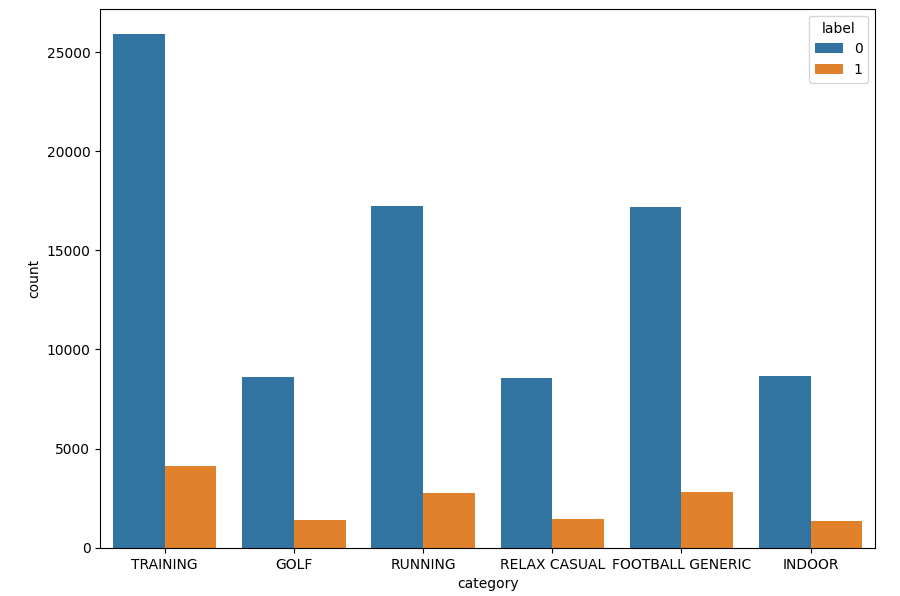 label
0
1
25000
20000
15000
10000
5000
0
count
TRAINING GOLF RUNNING RELAX CASUAL FOOTBALL GENERIC INDOOR
category